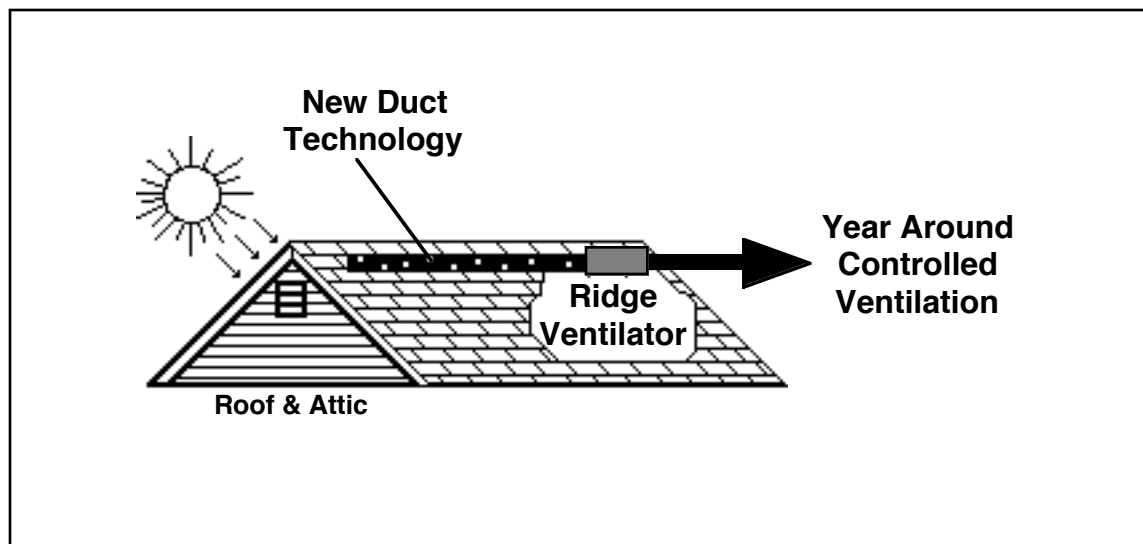 New Duct
Technology
Year Around
Controlled
Ventilation
Ridge
Ventilator
Roof & Attic